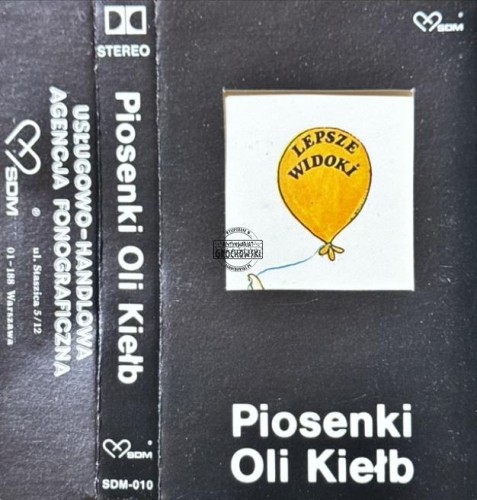 USŁUGOWO-HANDLOWA
AGENCJA FONOGRAFICZNA
SDM ®
ul. Staszica 5/12
01-188 Warszawa
STEREO
Piosenki Oli Kiełb
SDM
SDM-010
SDM
LEPSZE
WIDOKI
GROCHOWSKI
Piosenki
Oli Kiełb